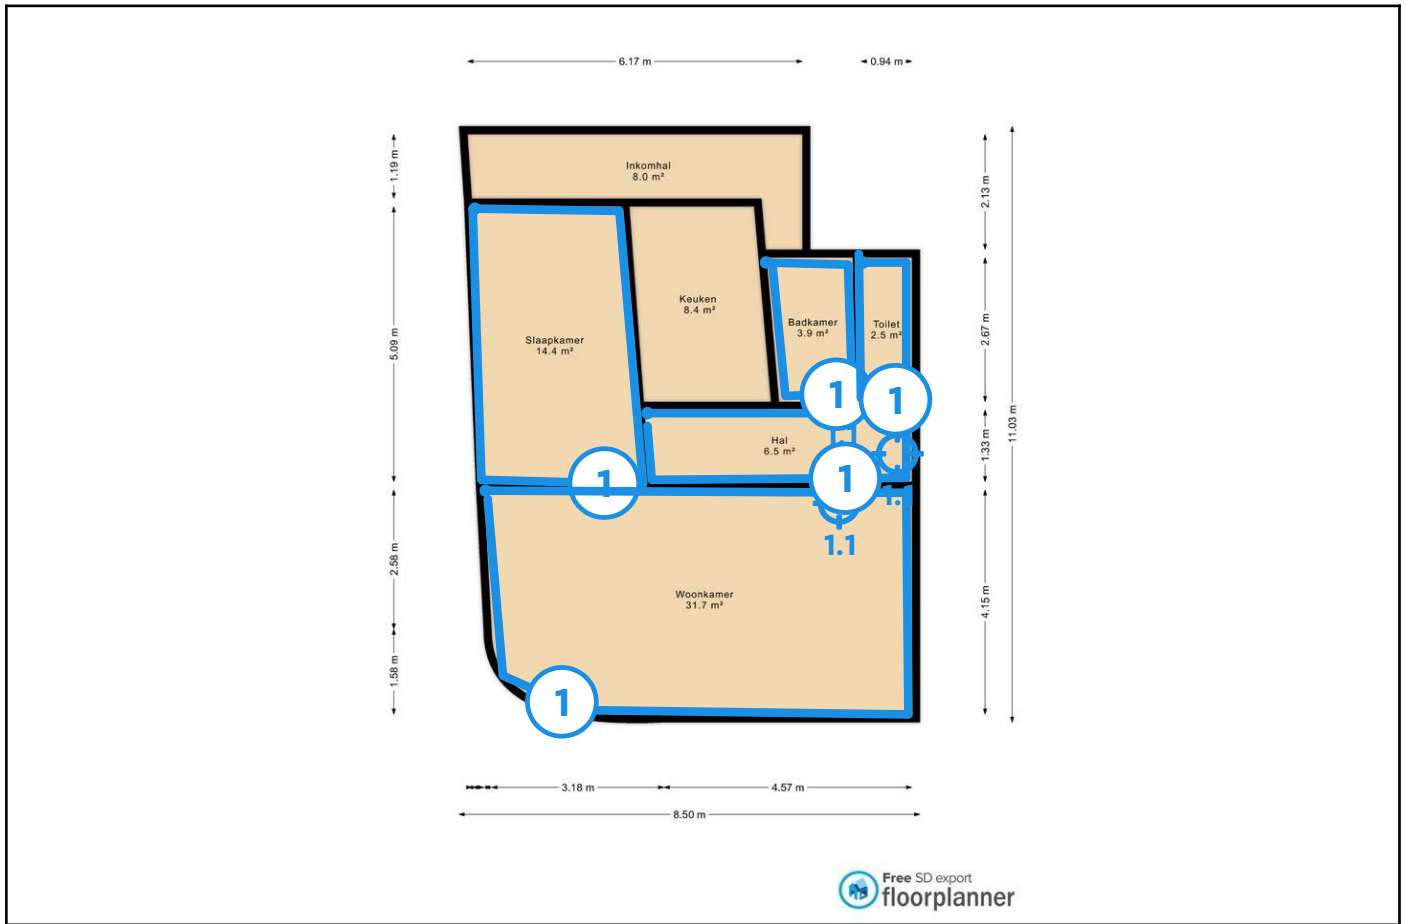 6.17 m
0.94 m
1.19 m
5.09 m
2.58 m
1.58 m
2.13 m
2.67 m
1.33 m
4.15 m
11.03 m
Inkomhal
8.0 m²
Keuken
8.4 m²
Slaapkamer
14.4 m²
Badkamer
3.9 m²
Toilet
2.5 m²
1
1
Hal
6.5 m²
1
1
1.1
Woonkamer
31.7 m²
1
3.18 m
4.57 m
8.50 m
Free SD export
floorplanner